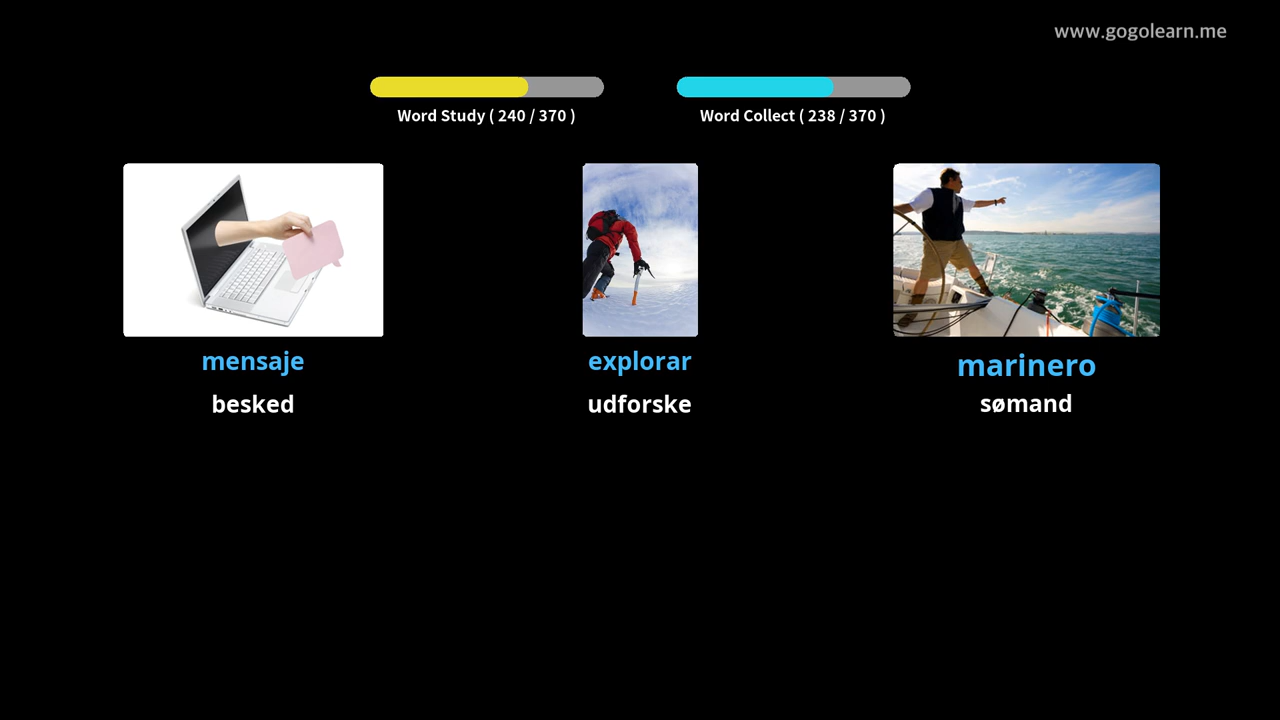 www.gogolearn.me
Word Study ( 240 / 370 )
Word Collect ( 238 / 370 )
mensaje
besked
explorar
udforske
marinero
sømand